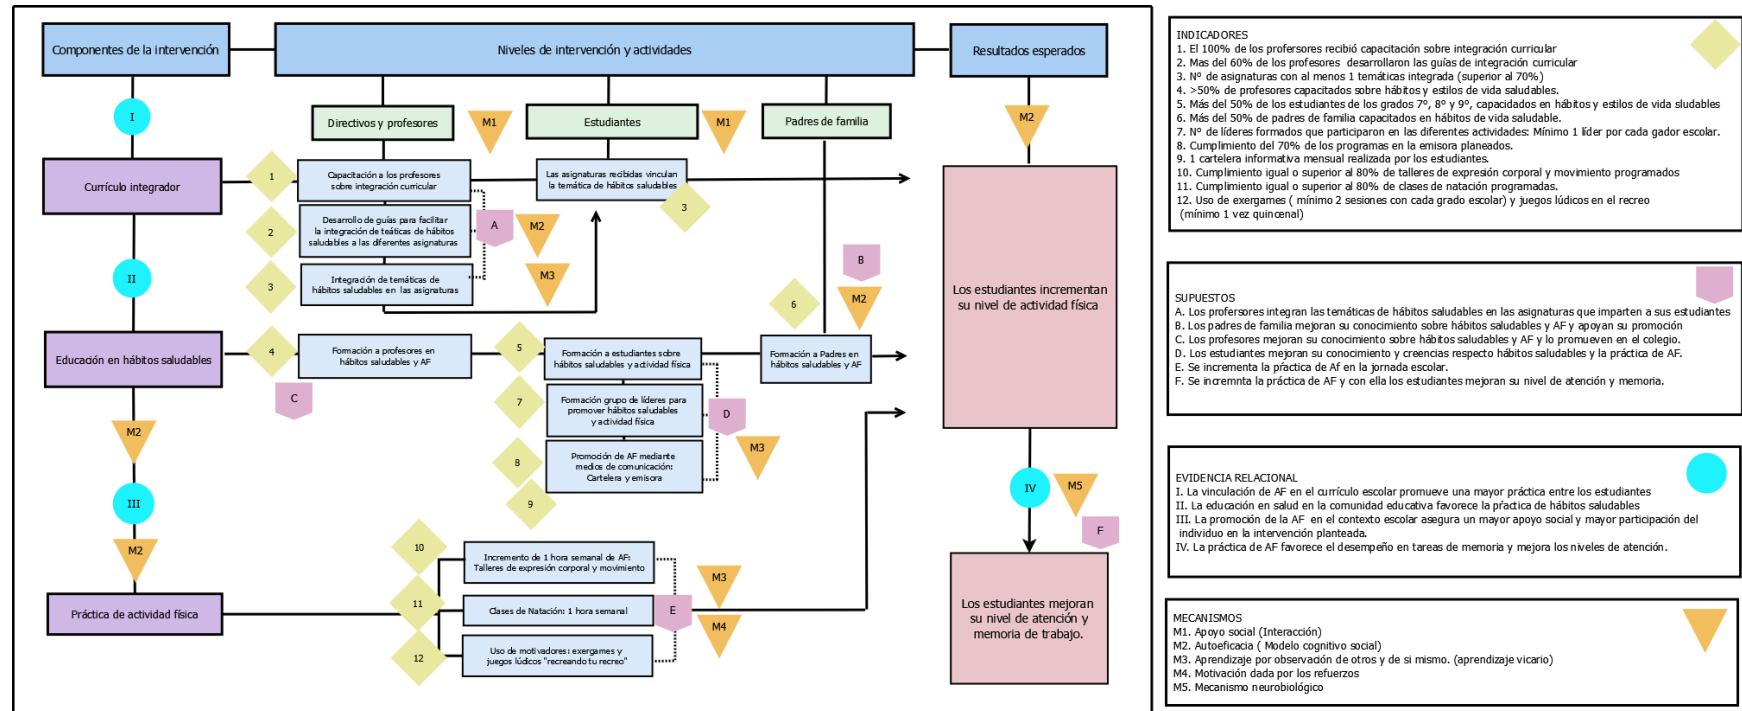 Componentes de la intervención
Niveles de intervención y actividades
Resultados esperados
I
Directivos y profesores
M1
Estudiantes
M1
Padres de familia
M2
Currículo integrador
1
Capacitación a los profesores
sobre integración curricular
Las asignaturas recibidas vinculan
la temática de hábitos saludables
3
2
Desarrollo de guías para facilitar
la integración de teáticas de hábitos
saludables a las diferentes asignaturas
A
M2
II
3
Integración de temáticas de
hábitos saludables en las asignaturas
M3
B
6
M2
Los estudiantes incrementan
su nivel de actividad física
Educación en hábitos saludables
4
Formación a profesores en
hábitos saludables y AF
5
Formación a estudiantes sobre
hábitos saludables y actividad física
Formación a Padres en
hábitos saludables y AF
C
7
Formación grupo de líderes para
promover hábitos saludables
y actividad física
D
M2
8
Promoción de AF mediante
medios de comunicación:
Cartelera y emisora
M3
9
III
IV
M5
F
M2
10
Incremento de 1 hora semanal de AF:
Talleres de expresión corporal y movimiento
M3
Práctica de actividad física
11
Clases de Natación: 1 hora semanal
E
M4
12
Uso de motivadores: exergames y
juegos lúdicos "recreando tu recreo"
Los estudiantes mejoran
su nivel de atención y
memoria de trabajo.
INDICADORES
1. El 100% de los profersores recibió capacitación sobre integración curricular
2. Mas del 60% de los profesores desarrollaron las guías de integración curricular
3. Nº de asignaturas con al menos 1 temáticas integrada (superior al 70%)
4. >50% de profesores capacitados sobre hábitos y estilos de vida saludables.
5. Más del 50% de los estudiantes de los grados 7º, 8º y 9º, capacidados en hábitos y estilos de vida sludables
6. Más del 50% de padres de familia capacitados en hábitos de vida saludable.
7. Nº de líderes formados que participaron en las diferentes actividades: Mínimo 1 líder por cada gador escolar.
8. Cumplimiento del 70% de los programas en la emisora planeados.
9. 1 cartelera informativa mensual realizada por los estudiantes.
10. Cumplimiento igual o superior al 80% de talleres de expresión corporal y movimiento programados
11. Cumplimiento igual o superior al 80% de clases de natación programadas.
12. Uso de exergames ( mínimo 2 sesiones con cada grado escolar) y juegos lúdicos en el recreo
(mínimo 1 vez quincenal)
SUPUESTOS
A. Los profersores integran las temáticas de hábitos saludables en las asignaturas que imparten a sus estudiantes
B. Los padres de familia mejoran su conocimiento sobre hábitos saludables y AF y apoyan su promoción
C. Los profesores mejoran su conocimiento sobre hábitos saludables y AF y lo promueven en el colegio.
D. Los estudiantes mejoran su conocimiento y creencias respecto hábitos saludables y la práctica de AF.
E. Se incrementa la práctica de Af en la jornada escolar.
F. Se incremnta la práctica de AF y con ella los estudiantes mejoran su nivel de atención y memoria.
EVIDENCIA RELACIONAL
I. La vinculación de AF en el currículo escolar promueve una mayor práctica entre los estudiantes
II. La educación en salud en la comunidad educativa favorece la práctica de hábitos saludables
III. La promoción de la AF en el contexto escolar asegura un mayor apoyo social y mayor participación del
individuo en la intervención planteada.
IV. La práctica de AF favorece el desempeño en tareas de memoria y mejora los niveles de atención.
MECANISMOS
M1. Apoyo social (Interacción)
M2. Autoeficacia ( Modelo cognitivo social)
M3. Aprendizaje por observación de otros y de si mismo. (aprendizaje vicario)
M4. Motivación dada por los refuerzos
M5. Mecanismo neurobiológico